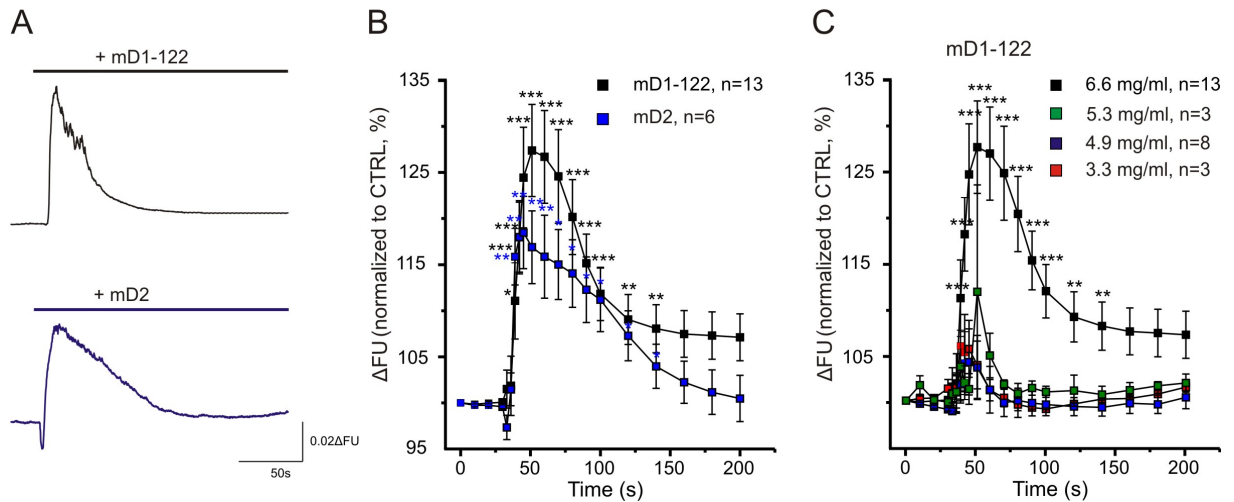 A
+ mD1-122
+ mD2
0.02ΔFU
50s
B
ΔFU (normalized to CTRL, %)
135
125
115
105
95
mD1-122, n=13
mD2, n=6
*** *** *** *** *** *** *** *** *** * ** **
** ** ** ** ** * * * * * *
0 50 100 150 200
Time (s)
C
mD1-122
ΔFU (normalized to CTRL, %)
135
125
115
105
6.6 mg/ml, n=13
5.3 mg/ml, n=3
4.9 mg/ml, n=8
3.3 mg/ml, n=3
*** *** *** *** *** *** *** *** *** ** **
0 50 100 150 200
Time (s)